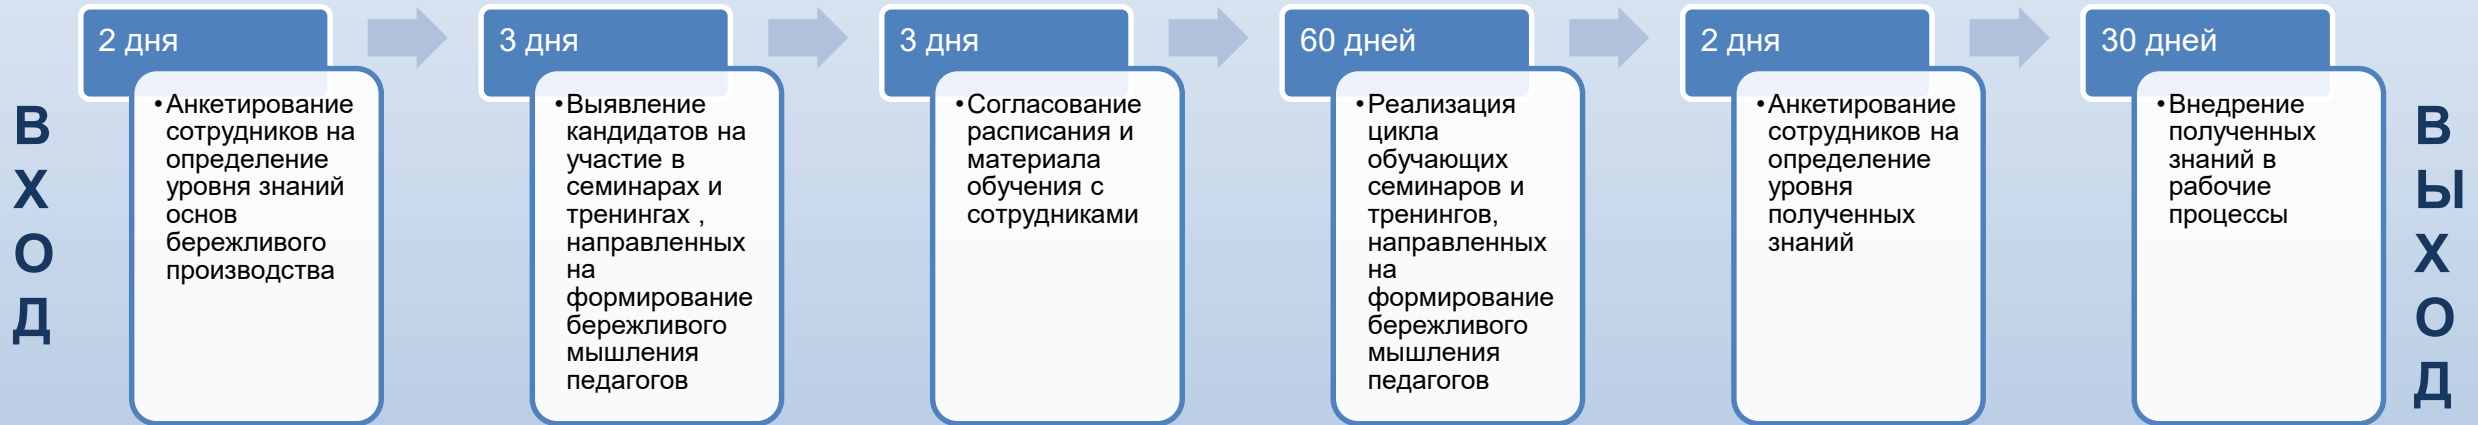 ВХОД
2 дня
•Анкетирование
сотрудников на
определение
уровня знаний
основ
бережливого
производства
3 дня
•Выявление
кандидатов на
участие в
семинарах и
тренингах ,
направленных
на
формирование
бережливого
мышления
педагогов
3 дня
•Согласование
расписания и
материала
обучения с
сотрудниками
60 дней
•Реализация
цикла
обучающих
семинаров и
тренингов,
направленных
на
формирование
бережливого
мышления
педагогов
2 дня
•Анкетирование
сотрудников на
определение
уровня
полученных
знаний
30 дней
•Внедрение
полученных
знаний в
рабочие
процессы
ВЫХОД